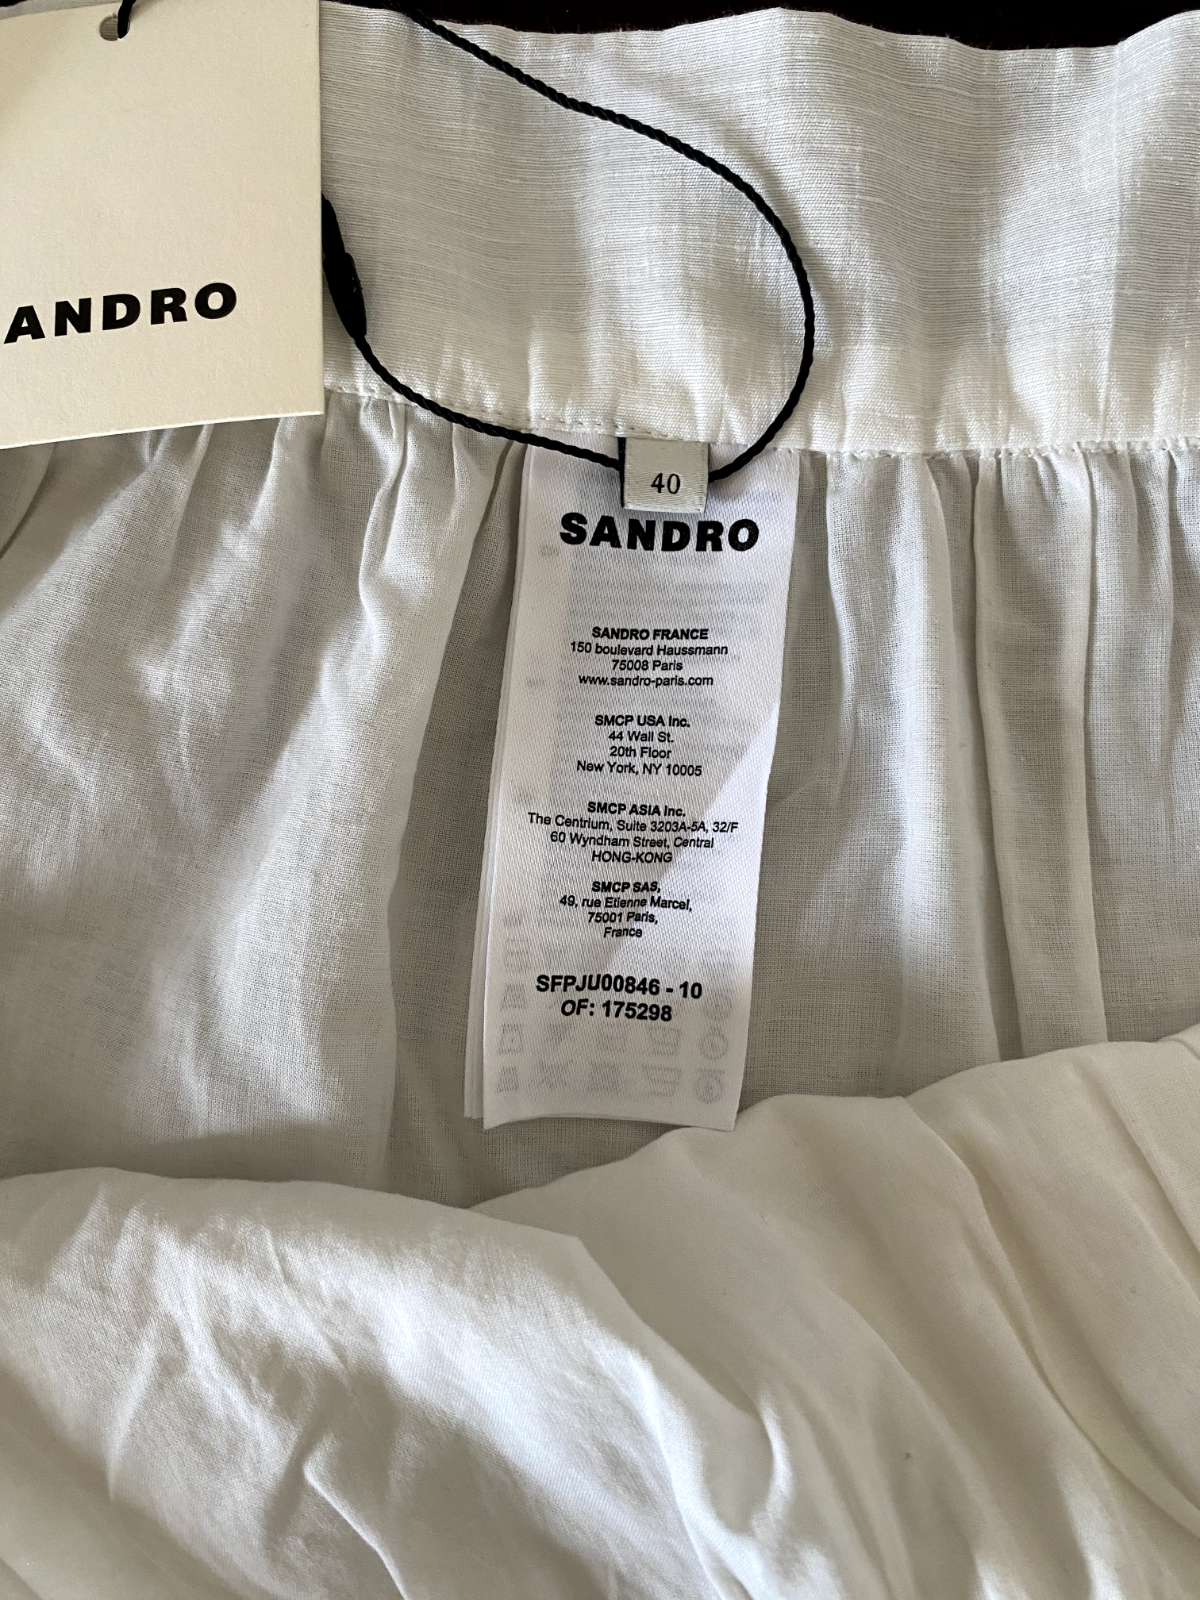 ANDRO
40
SANDRO
SANDRO FRANCE
150 boulevard Haussmann
75008 Paris
www.sandro-paris.com
SMCP USA Inc.
44 Wall St.
20th Floor
New York, NY 10005
SMCP ASIA Inc.
The Centrium, Suite 3203A-5A, 32/F
60 Wyndham Street, Central
HONG-KONG
SMCP SAS,
49, rue Etienne Marcel,
75001 Paris,
France
SFPJU00846 - 10
OF: 175298